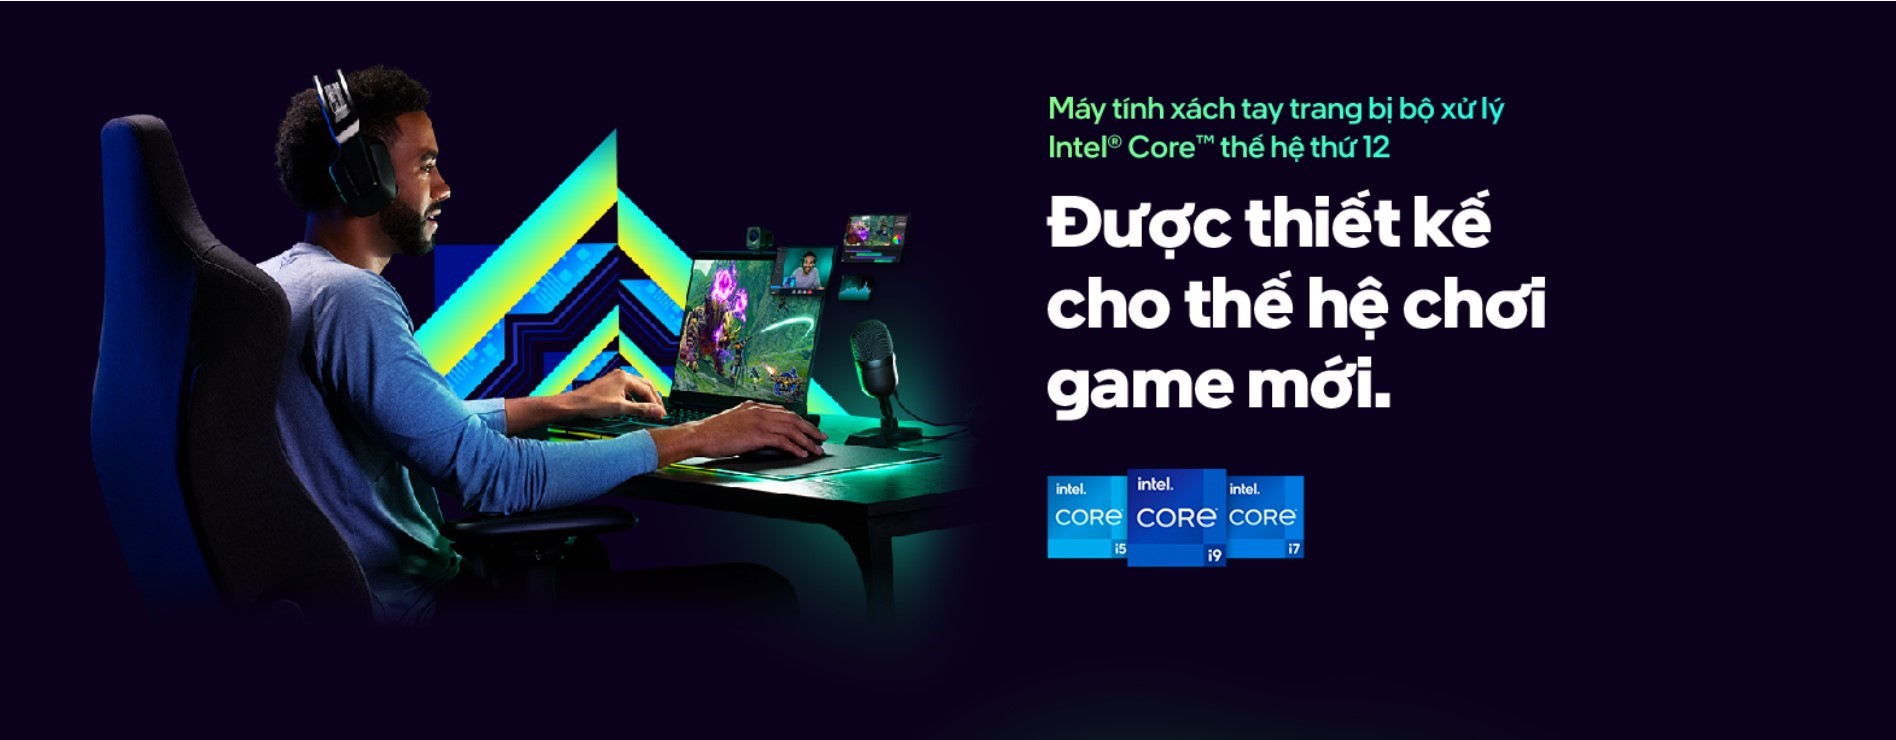 Máy tính xách tay trang bị bộ xử lý
Intel® Core™ thế hệ thứ 12
Được thiết kế
cho thế hệ chơi
game mới.
intel.
CORE
i5
intel.
CORE
i9
intel.
CORE
i7